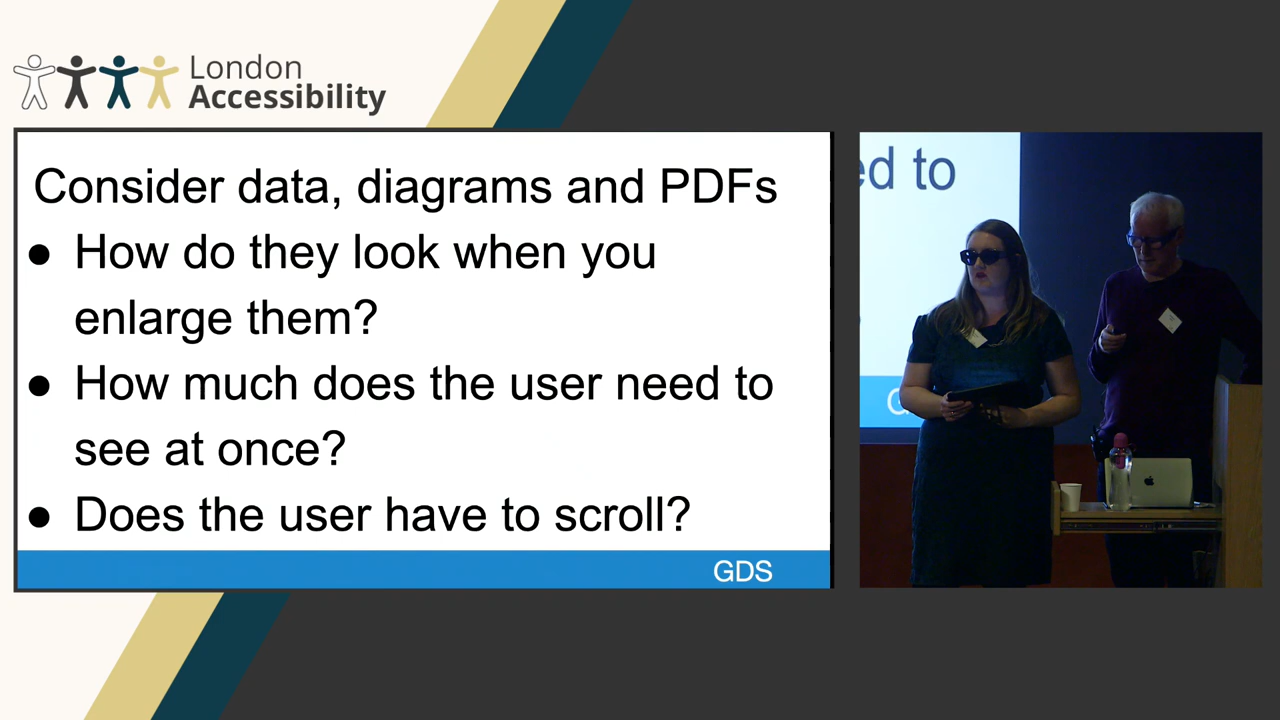 London
Accessibility
Consider data, diagrams and PDFs
● How do they look when you
enlarge them?
● How much does the user need to
see at once?
● Does the user have to scroll?
GDS
ed to
G